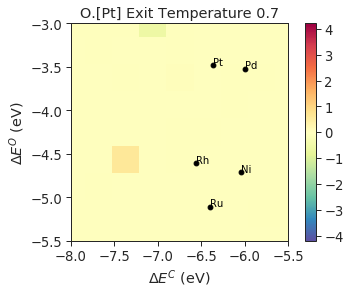 O.[Pt] Exit Temperature 0.7
−3.0
−3.5
−4.0
−4.5
−5.0
−5.5
ΔE^O (eV)
Pt
Pd
Rh
Ni
Ru
−8.0 −7.5 −7.0 −6.5 −6.0 −5.5
ΔE^C (eV)
4
3
2
1
0
−1
−2
−3
−4